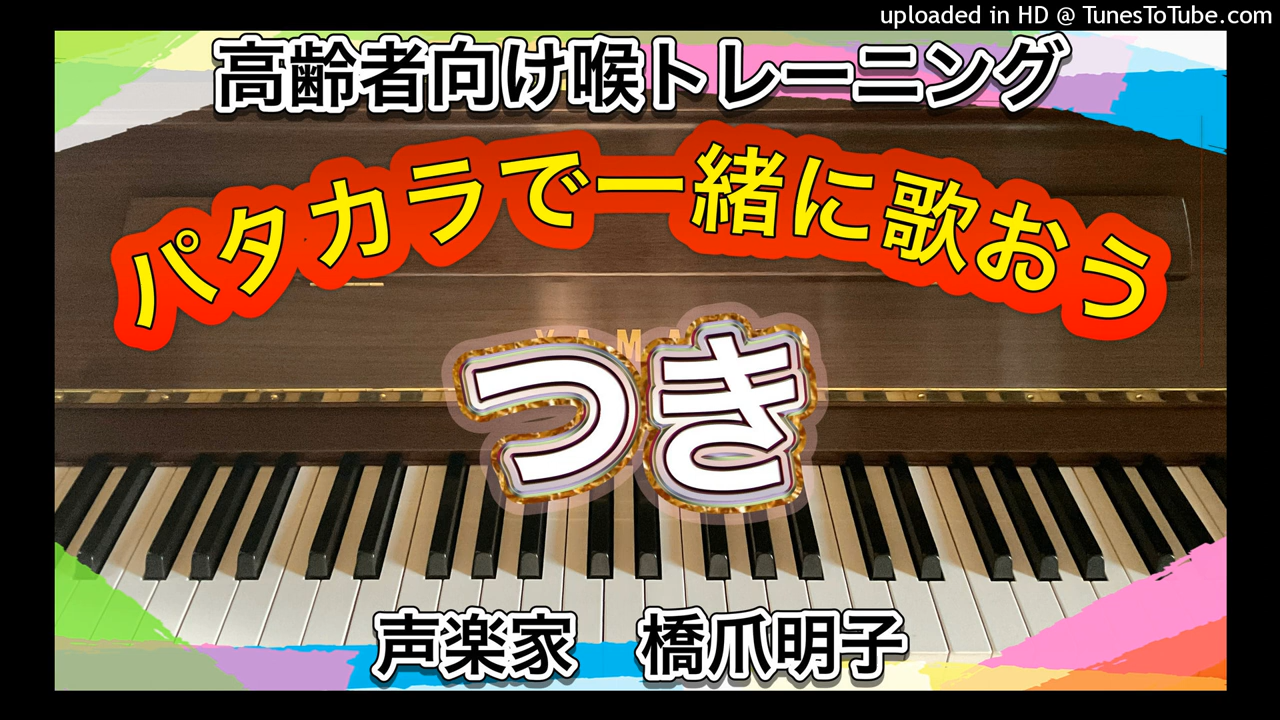 uploaded in HD @ TunesToTube.com
高齢者向け喉トレーニング
パタカラで一緒に歌おう
YAMA
つき
声楽家　橋爪明子